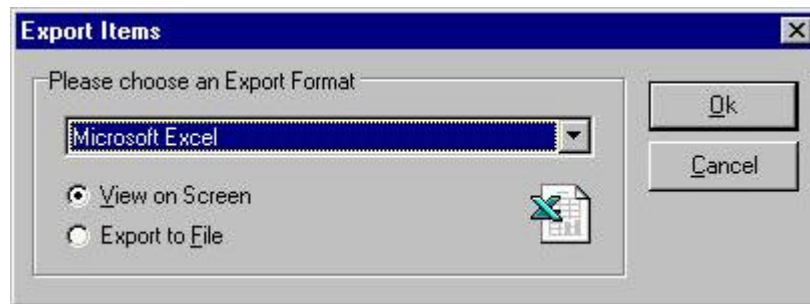 Export Items
Please choose an Export Format
Microsoft Excel
View on Screen
Export to File
Ok
Cancel